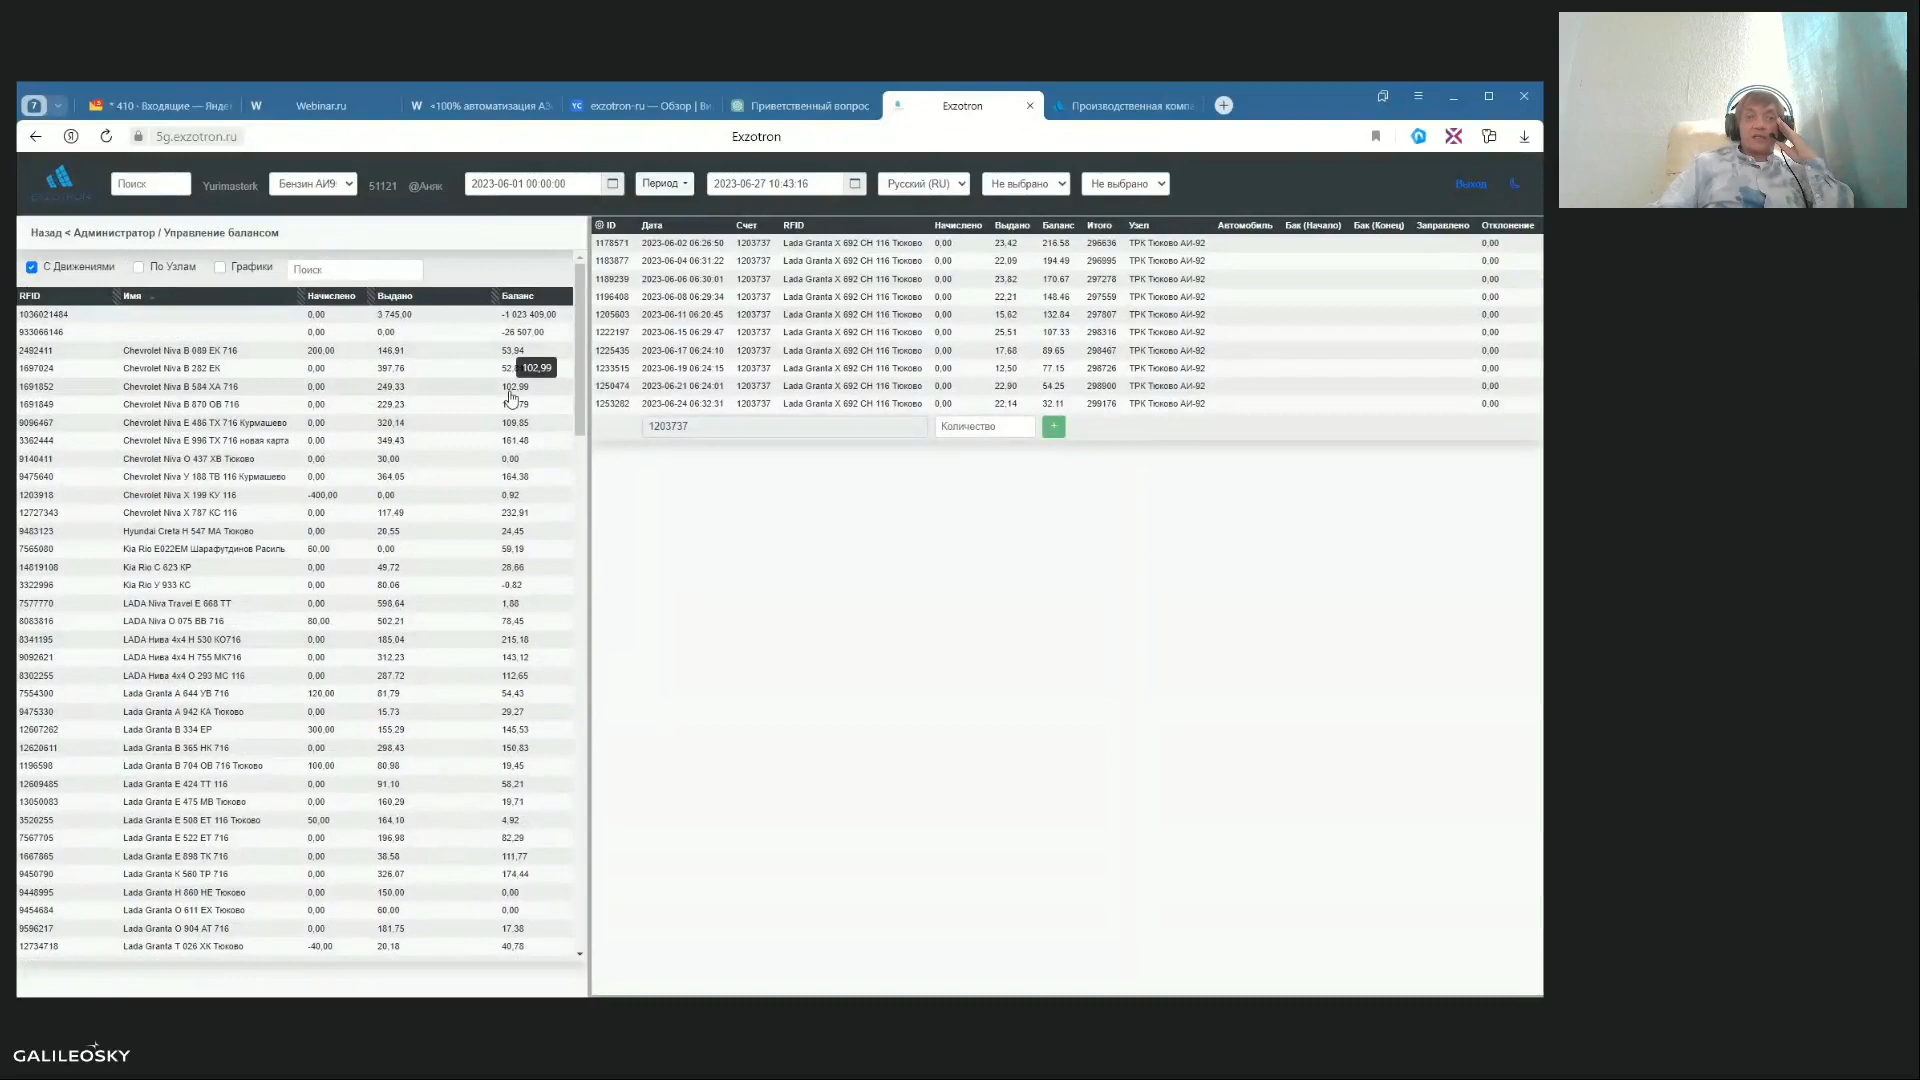 7 * 410 · Входящие — Янде W Webinar.ru W <100% автоматизация АЗ YC exzotron-ru — Обзор | Ви Приветственный вопрос Exzotron Производственная компа
5g.exzotron.ru Exzotron
Поиск Yurimasterk Бензин АИ9 51121 @Аняк 2023-06-01 00:00:00 Период 2023-06-27 10:43:16 Русский (RU) Не выбрано Не выбрано Выход
EXZOTRON
Назад < Администратор / Управление балансом
С Движениями По Узлам Графики Поиск
RFID Имя Начислено Выдано Баланс
1036021484 0,00 3 745,00 -1 023 409,00
933066146 0,00 0,00 -26 507,00
2492411 Chevrolet Niva В 089 ЕК 716 200,00 146,91 53,94
1697024 Chevrolet Niva В 282 ЕК 0,00 397,76 102,99
1691852 Chevrolet Niva В 584 ХА 716 0,00 249,33 102,99
1691849 Chevrolet Niva В 870 ОВ 716 0,00 229,23
9096467 Chevrolet Niva Е 486 ТХ 716 Курмашево 0,00 320,14 109,85
3362444 Chevrolet Niva Е 996 ТХ 716 новая карта 0,00 349,43 161,48
9140411 Chevrolet Niva О 437 ХВ Тюково 0,00 30,00 0,00
9475640 Chevrolet Niva У 188 ТВ 116 Курмашево 0,00 364,05 164,38
1203918 Chevrolet Niva Х 199 КУ 116 -400,00 0,00 0,92
12727343 Chevrolet Niva Х 787 КС 116 0,00 117,49 232,91
9483123 Hyundai Creta Н 547 МА Тюково 0,00 20,55 24,45
7565080 Kia Rio Е022ЕМ Шарафутдинов Расиль 60,00 0,00 59,19
14819108 Kia Rio С 623 КР 0,00 49,72 28,66
3322996 Kia Rio У 933 КС 0,00 80,06 -0,82
7577770 LADA Niva Travel Е 668 ТТ 0,00 598,64 1,88
8083816 LADA Niva О 075 ВВ 716 80,00 502,21 78,45
8341195 LADA Нива 4х4 Н 530 КО716 0,00 185,04 215,18
9092621 LADA Нива 4х4 Н 755 МК716 0,00 312,23 143,12
8302255 LADA Нива 4х4 О 293 МС 116 0,00 287,72 112,65
7554300 Lada Granta А 644 УВ 716 120,00 81,79 54,43
9475330 Lada Granta А 942 КА Тюково 0,00 15,73 29,27
12607262 Lada Granta В 334 ЕР 300,00 155,29 145,53
12620611 Lada Granta В 365 НК 716 0,00 298,43 150,83
1196598 Lada Granta В 704 ОВ 716 Тюково 100,00 80,98 19,45
12609485 Lada Granta Е 424 ТТ 116 0,00 91,10 58,21
13050083 Lada Granta Е 475 МВ Тюково 0,00 160,29 19,71
3520255 Lada Granta Е 508 ЕТ 116 Тюково 50,00 164,10 4,92
7567705 Lada Granta Е 522 ЕТ 716 0,00 196,98 82,29
1667865 Lada Granta Е 898 ТК 716 0,00 38,58 111,77
9450790 Lada Granta К 560 ТР 716 0,00 326,07 174,44
9448995 Lada Granta Н 860 НЕ Тюково 0,00 150,00 0,00
9454684 Lada Granta О 611 ЕХ Тюково 0,00 60,00 0,00
9596217 Lada Granta О 904 АТ 716 0,00 181,75 17,38
12734718 Lada Granta Т 026 ХК Тюково -40,00 20,18 40,78
ID Дата Счет RFID Начислено Выдано Баланс Итого Узел Автомобиль Бак (Начало) Бак (Конец) Заправлено Отклонение
1178571 2023-06-02 06:26:50 1203737 Lada Granta Х 692 СН 116 Тюково 0,00 23,42 216.58 296636 ТРК Тюково АИ-92 0,00
1183877 2023-06-04 06:31:22 1203737 Lada Granta Х 692 СН 116 Тюково 0,00 22,09 194.49 296995 ТРК Тюково АИ-92 0,00
1189239 2023-06-06 06:30:01 1203737 Lada Granta Х 692 СН 116 Тюково 0,00 23,82 170.67 297278 ТРК Тюково АИ-92 0,00
1196408 2023-06-08 06:29:34 1203737 Lada Granta Х 692 СН 116 Тюково 0,00 22,21 148.46 297559 ТРК Тюково АИ-92 0,00
1205603 2023-06-11 06:20:45 1203737 Lada Granta Х 692 СН 116 Тюково 0,00 15,62 132.84 297807 ТРК Тюково АИ-92 0,00
1222197 2023-06-15 06:29:47 1203737 Lada Granta Х 692 СН 116 Тюково 0,00 25,51 107.33 298316 ТРК Тюково АИ-92 0,00
1225435 2023-06-17 06:24:10 1203737 Lada Granta Х 692 СН 116 Тюково 0,00 17,68 89.65 298467 ТРК Тюково АИ-92 0,00
1233515 2023-06-19 06:24:15 1203737 Lada Granta Х 692 СН 116 Тюково 0,00 12,50 77.15 298726 ТРК Тюково АИ-92 0,00
1250474 2023-06-21 06:24:01 1203737 Lada Granta Х 692 СН 116 Тюково 0,00 22,90 54.25 298900 ТРК Тюково АИ-92 0,00
1253282 2023-06-24 06:32:31 1203737 Lada Granta Х 692 СН 116 Тюково 0,00 22,14 32.11 299176 ТРК Тюково АИ-92 0,00
1203737 Количество +
GALILEOSKY